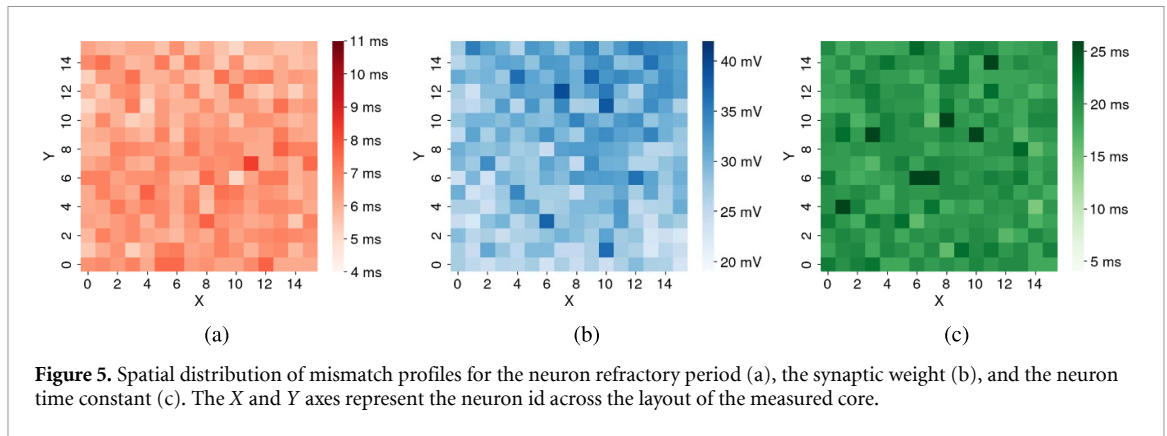 14
12
10
8
6
4
2
0
Y
0 2 4 6 8 10 12 14
X
11 ms
10 ms
9 ms
8 ms
7 ms
6 ms
5 ms
4 ms
(a)
14
12
10
8
6
4
2
0
Y
0 2 4 6 8 10 12 14
X
40 mV
35 mV
30 mV
25 mV
20 mV
(b)
14
12
10
8
6
4
2
0
Y
0 2 4 6 8 10 12 14
X
25 ms
20 ms
15 ms
10 ms
5 ms
(c)
Figure 5. Spatial distribution of mismatch profiles for the neuron refractory period (a), the synaptic weight (b), and the neuron
time constant (c). The X and Y axes represent the neuron id across the layout of the measured core.